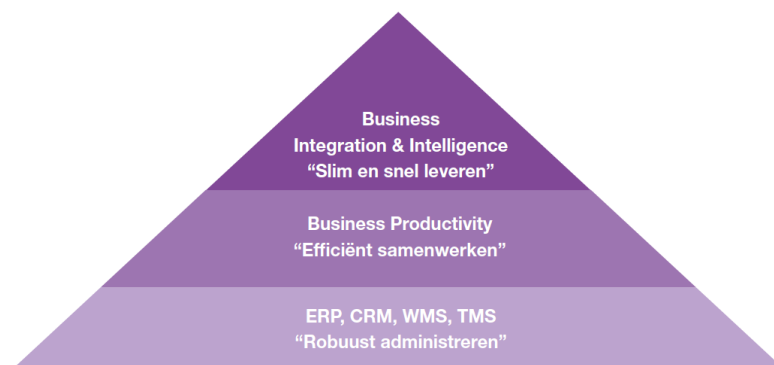 Business
Integration & Intelligence
“Slim en snel leveren”
Business Productivity
“Efficiënt samenwerken”
ERP, CRM, WMS, TMS
“Robuust administreren”